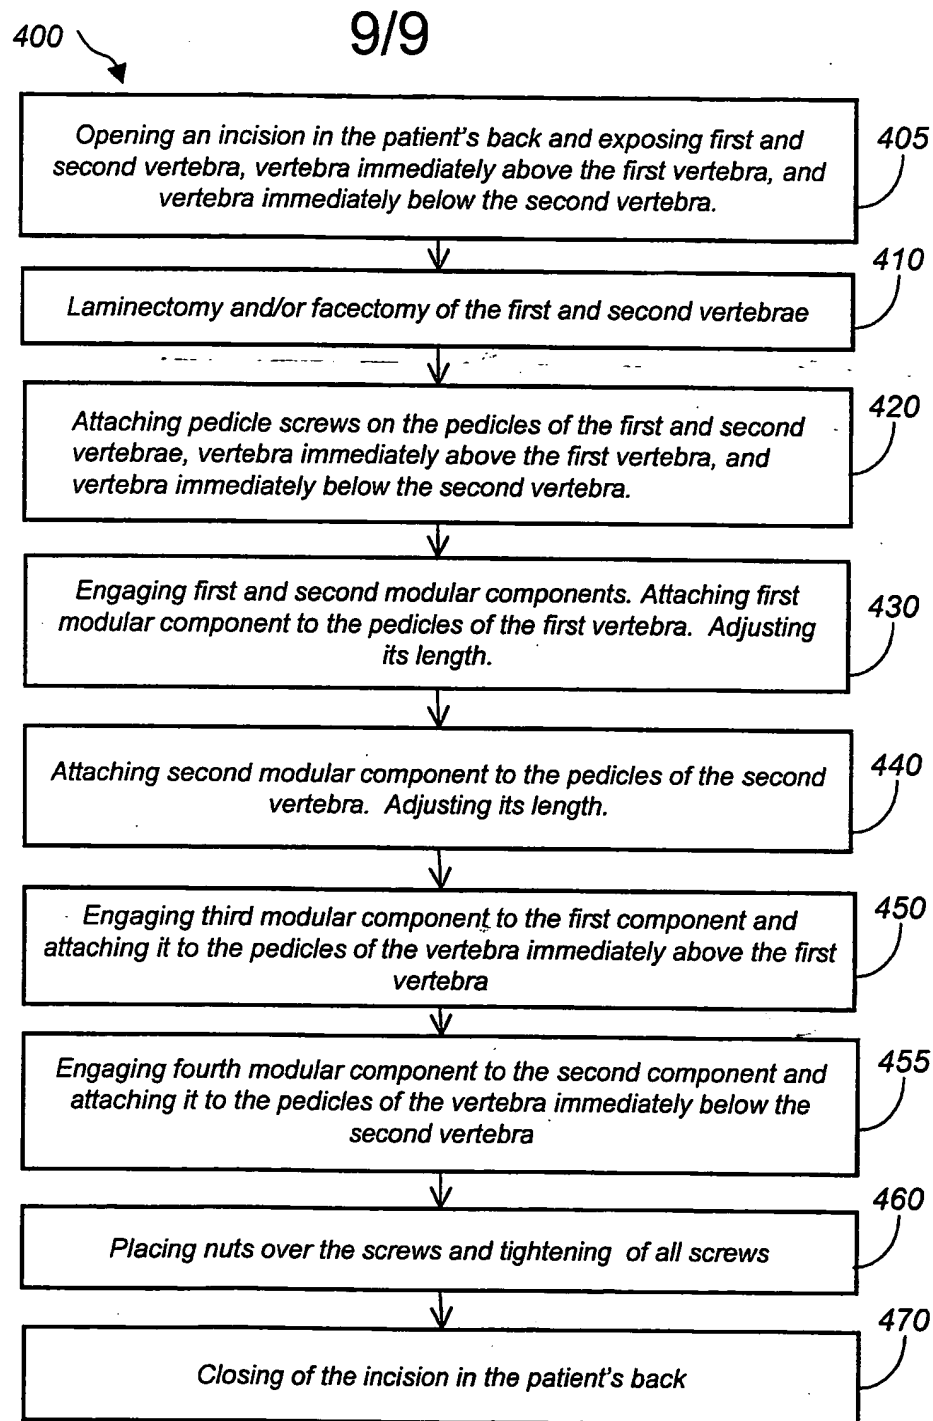 400
9/9
Opening an incision in the patient's back and exposing first and
second vertebra, vertebra immediately above the first vertebra, and
vertebra immediately below the second vertebra.
405
410
Laminectomy and/or facectomy of the first and second vertebrae
420
Attaching pedicle screws on the pedicles of the first and second
vertebrae, vertebra immediately above the first vertebra, and
vertebra immediately below the second vertebra.
430
Engaging first and second modular components. Attaching first
modular component to the pedicles of the first vertebra. Adjusting
its length.
440
Attaching second modular component to the pedicles of the second
vertebra. Adjusting its length.
450
Engaging third modular component to the first component and
attaching it to the pedicles of the vertebra immediately above the first
vertebra
455
Engaging fourth modular component to the second component and
attaching it to the pedicles of the vertebra immediately below the
second vertebra
460
Placing nuts over the screws and tightening of all screws
470
Closing of the incision in the patient's back